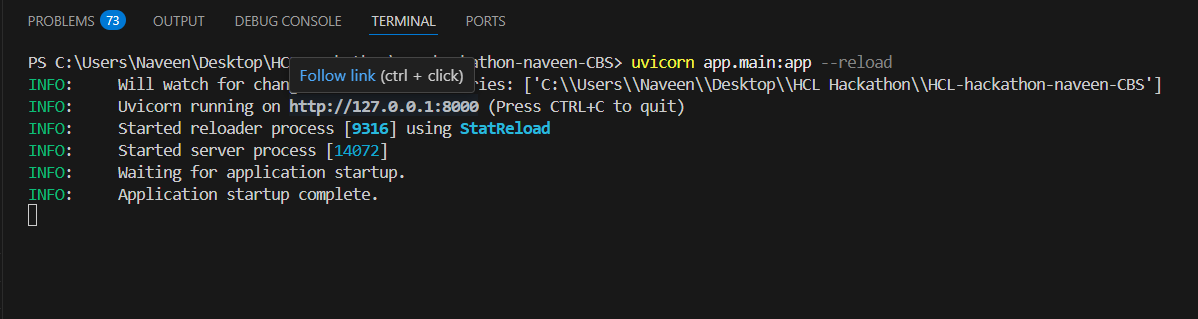 PROBLEMS 73 OUTPUT DEBUG CONSOLE TERMINAL PORTS
PS C:\Users\Naveen\Desktop\HC hackathon-naveen-CBS> uvicorn app.main:app --reload
Follow link (ctrl + click)
INFO: Will watch for chang ries: ['C:\\Users\\Naveen\\Desktop\\HCL Hackathon\\HCL-hackathon-naveen-CBS']
INFO: Uvicorn running on http://127.0.0.1:8000 (Press CTRL+C to quit)
INFO: Started reloader process [9316] using StatReload
INFO: Started server process [14072]
INFO: Waiting for application startup.
INFO: Application startup complete.